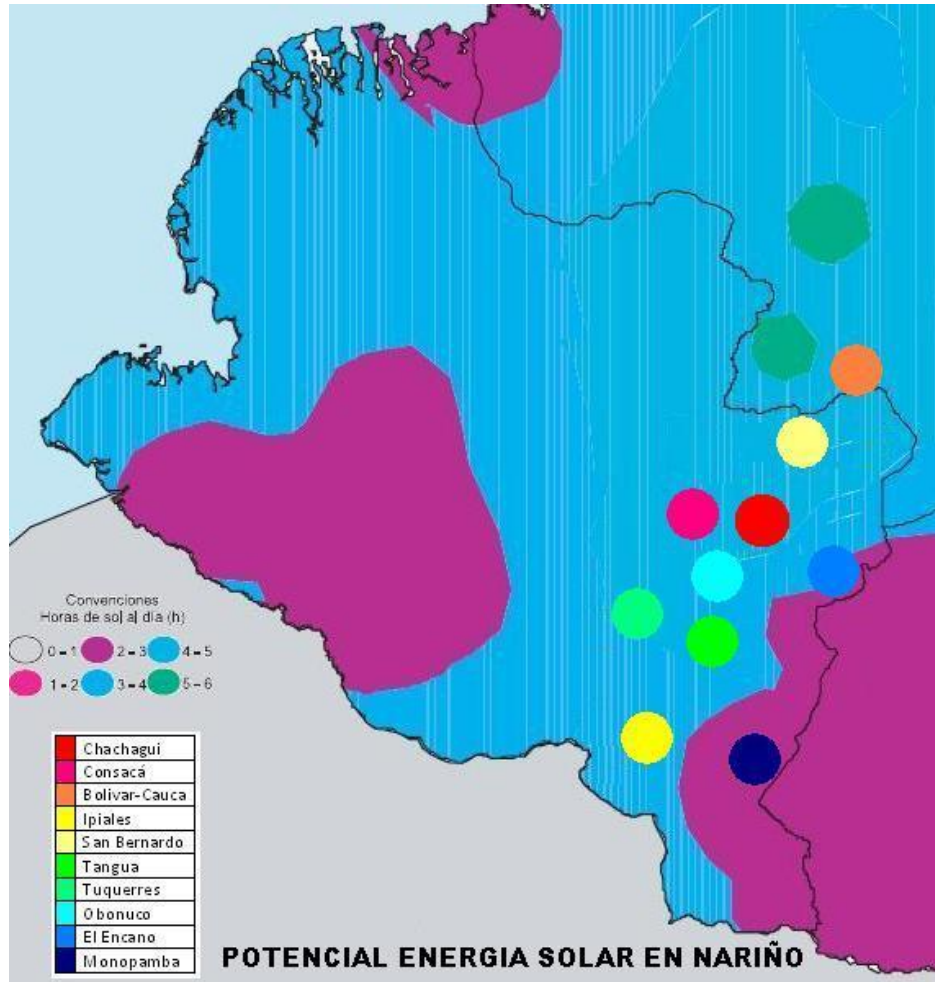 Convenciones
Horas de sol al día (h)
0 – 1 2 – 3 4 – 5
1 – 2 3 – 4 5 – 6
Chachagui
Consacá
Bolivar-Cauca
Ipiales
San Bernardo
Tangua
Tuquerres
Obonuco
El Encano
Monopamba
POTENCIAL ENERGIA SOLAR EN NARIÑO